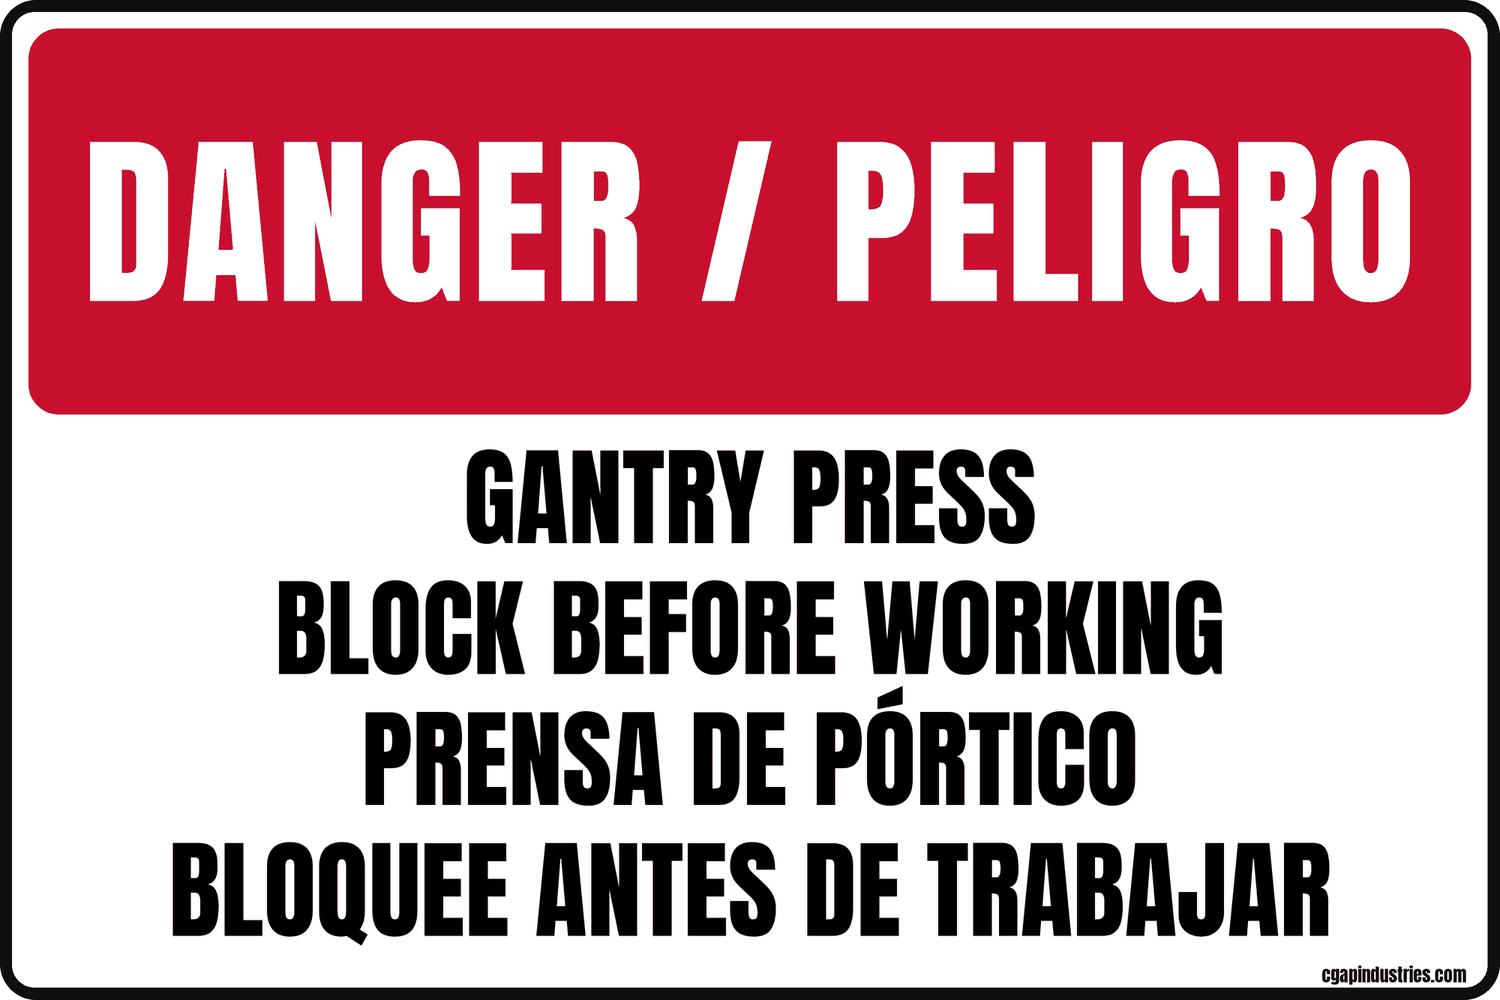 DANGER / PELIGRO
GANTRY PRESS
BLOCK BEFORE WORKING
PRENSA DE PÓRTICO
BLOQUEE ANTES DE TRABAJAR
cgapindustries.com